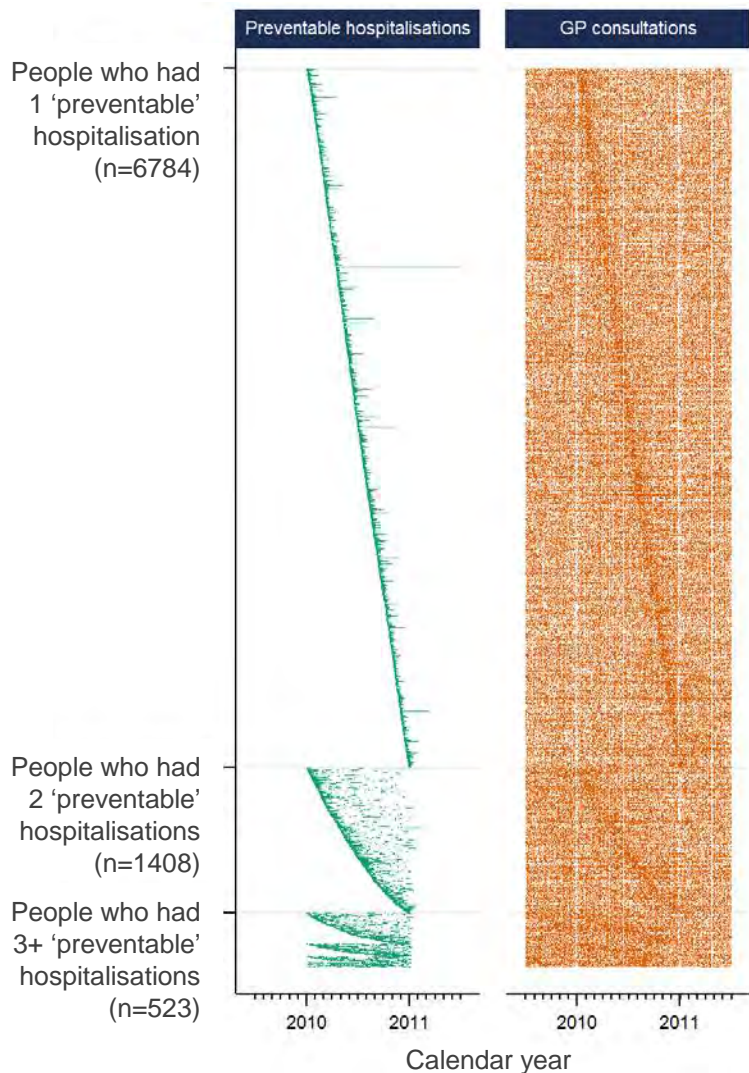 Preventable hospitalisations
GP consultations
People who had
1 ‘preventable’
hospitalisation
(n=6784)
People who had
2 ‘preventable’
hospitalisations
(n=1408)
People who had
3+ ‘preventable’
hospitalisations
(n=523)
2010
2011
2010
2011
Calendar year